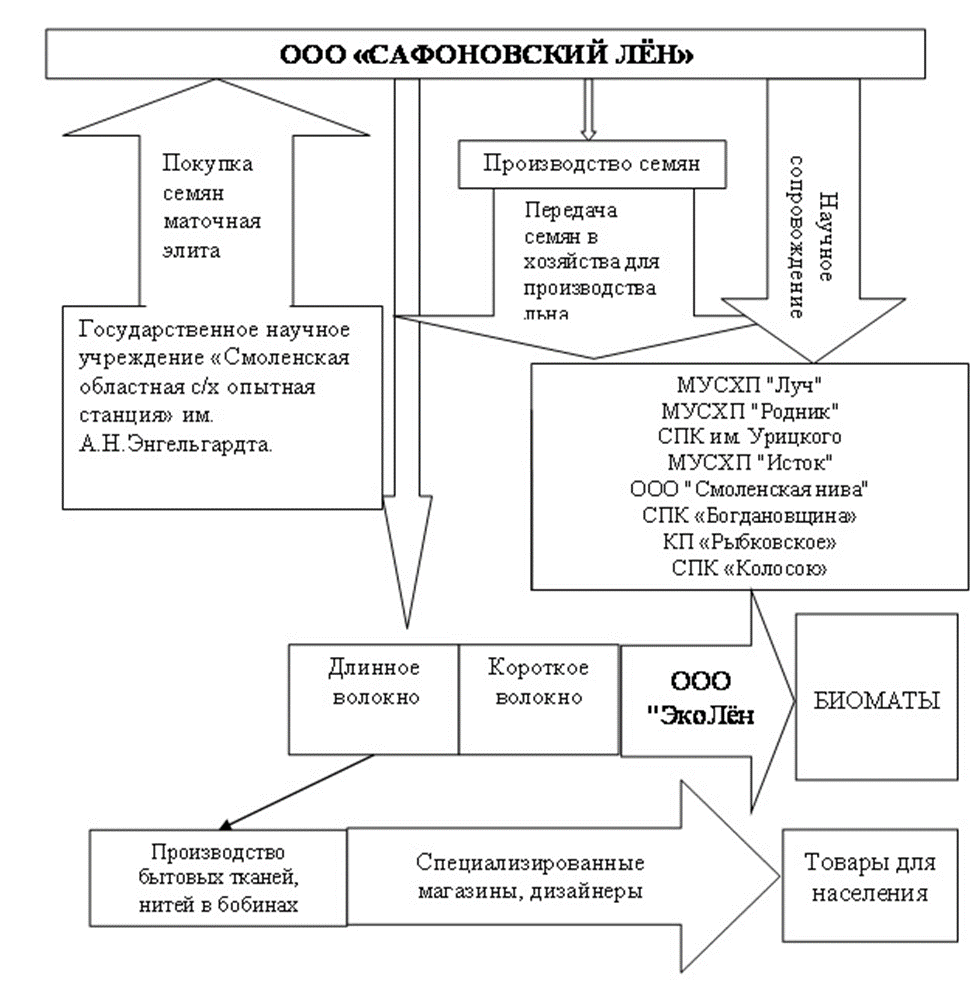 ООО «САФОНОВСКИЙ ЛЁН»
Покупка
семян
маточная
элита
Производство семян
Передача
семян в
хозяйства для
производства
льна
Научное
сопровождение
Государственное научное
учреждение «Смоленская
областная с/х опытная
станция» им.
А.Н.Энгельгардта.
МУСХП "Луч"
МУСХП "Родник"
СПК им. Урицкого
МУСХП "Исток"
ООО "Смоленская нива"
СПК «Богдановщина»
КП «Рыбковское»
СПК «Колосою»
Длинное
волокно
Короткое
волокно
ООО
"ЭкоЛён
БИОМАТЫ
Производство
бытовых тканей,
нитей в бобинах
Специализированные
магазины, дизайнеры
Товары для
населения